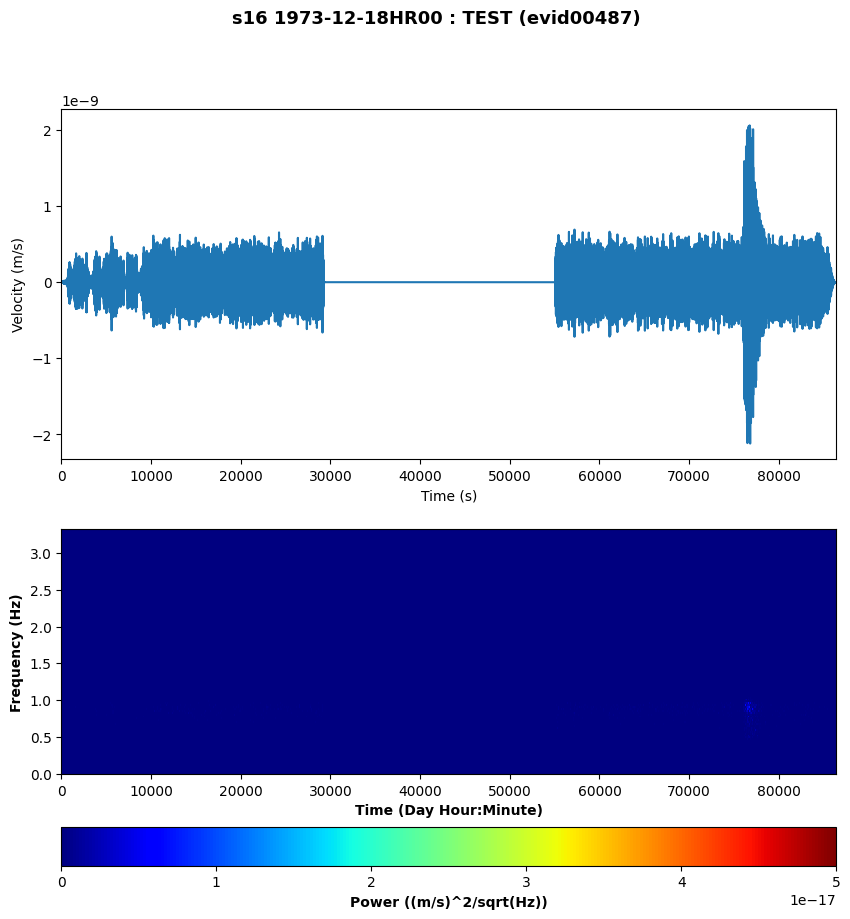 s16 1973-12-18HR00 : TEST (evid00487)
1e−9
2
1
0
−1
−2
Velocity (m/s)
0 10000 20000 30000 40000 50000 60000 70000 80000
Time (s)
3.0
2.5
2.0
1.5
1.0
0.5
0.0
Frequency (Hz)
0 10000 20000 30000 40000 50000 60000 70000 80000
Time (Day Hour:Minute)
0 1 2 3 4 5
1e−17
Power ((m/s)^2/sqrt(Hz))